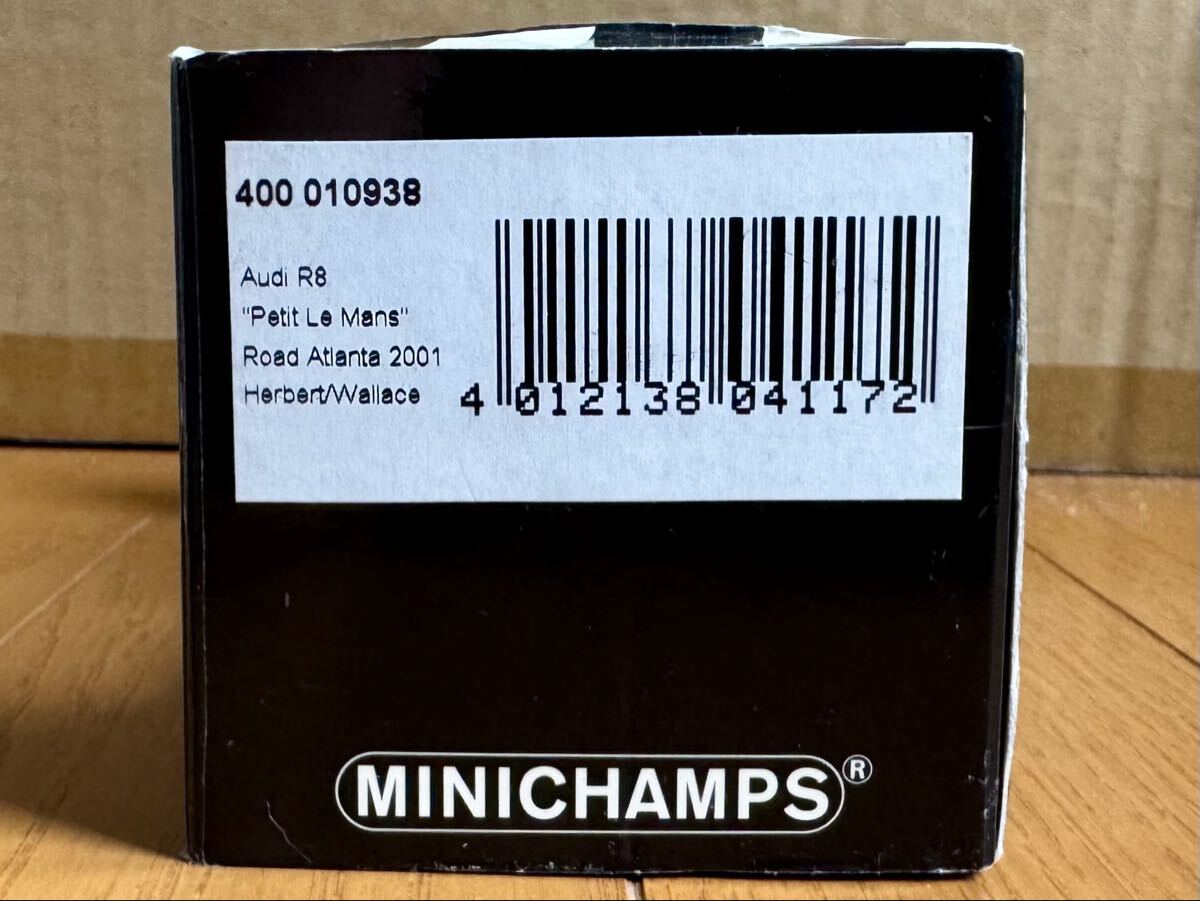 400 010938
Audi R8
"Petit Le Mans"
Road Atlanta 2001
Herbert/Wallace
4 012138 041172
MINICHAMPS®